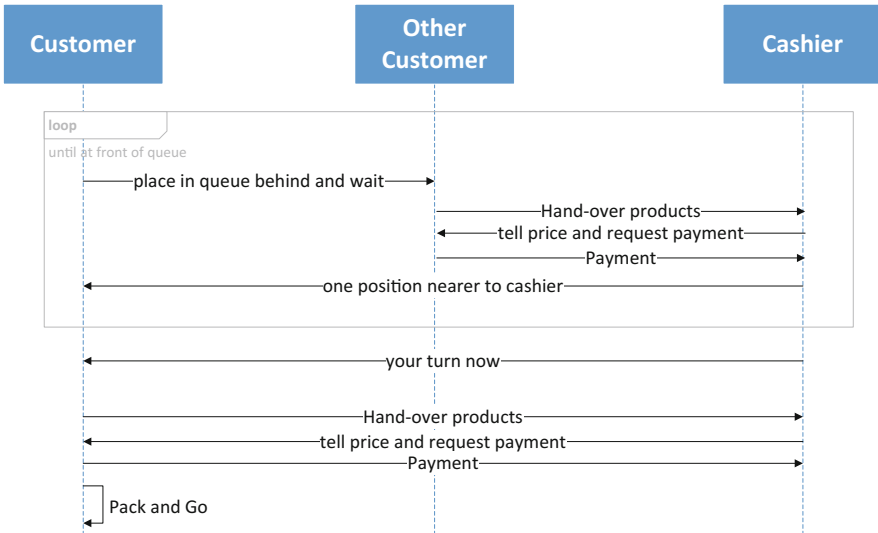 Customer
Other
Customer
Cashier
loop
until at front of queue
place in queue behind and wait
Hand-over products
tell price and request payment
Payment
one position nearer to cashier
your turn now
Hand-over products
tell price and request payment
Payment
Pack and Go